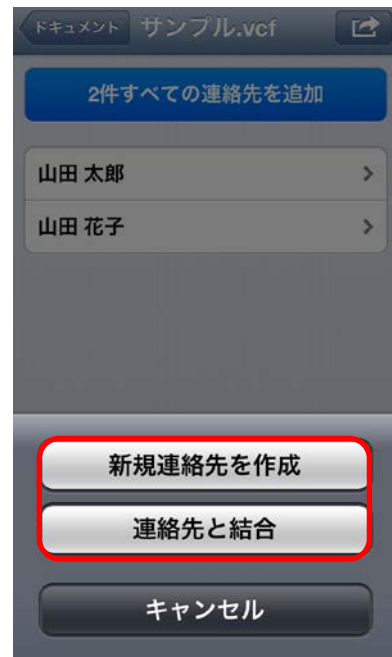 ドキュメント サンプル.vcf
2件すべての連絡先を追加
山田 太郎
山田 花子
新規連絡先を作成
連絡先と結合
キャンセル